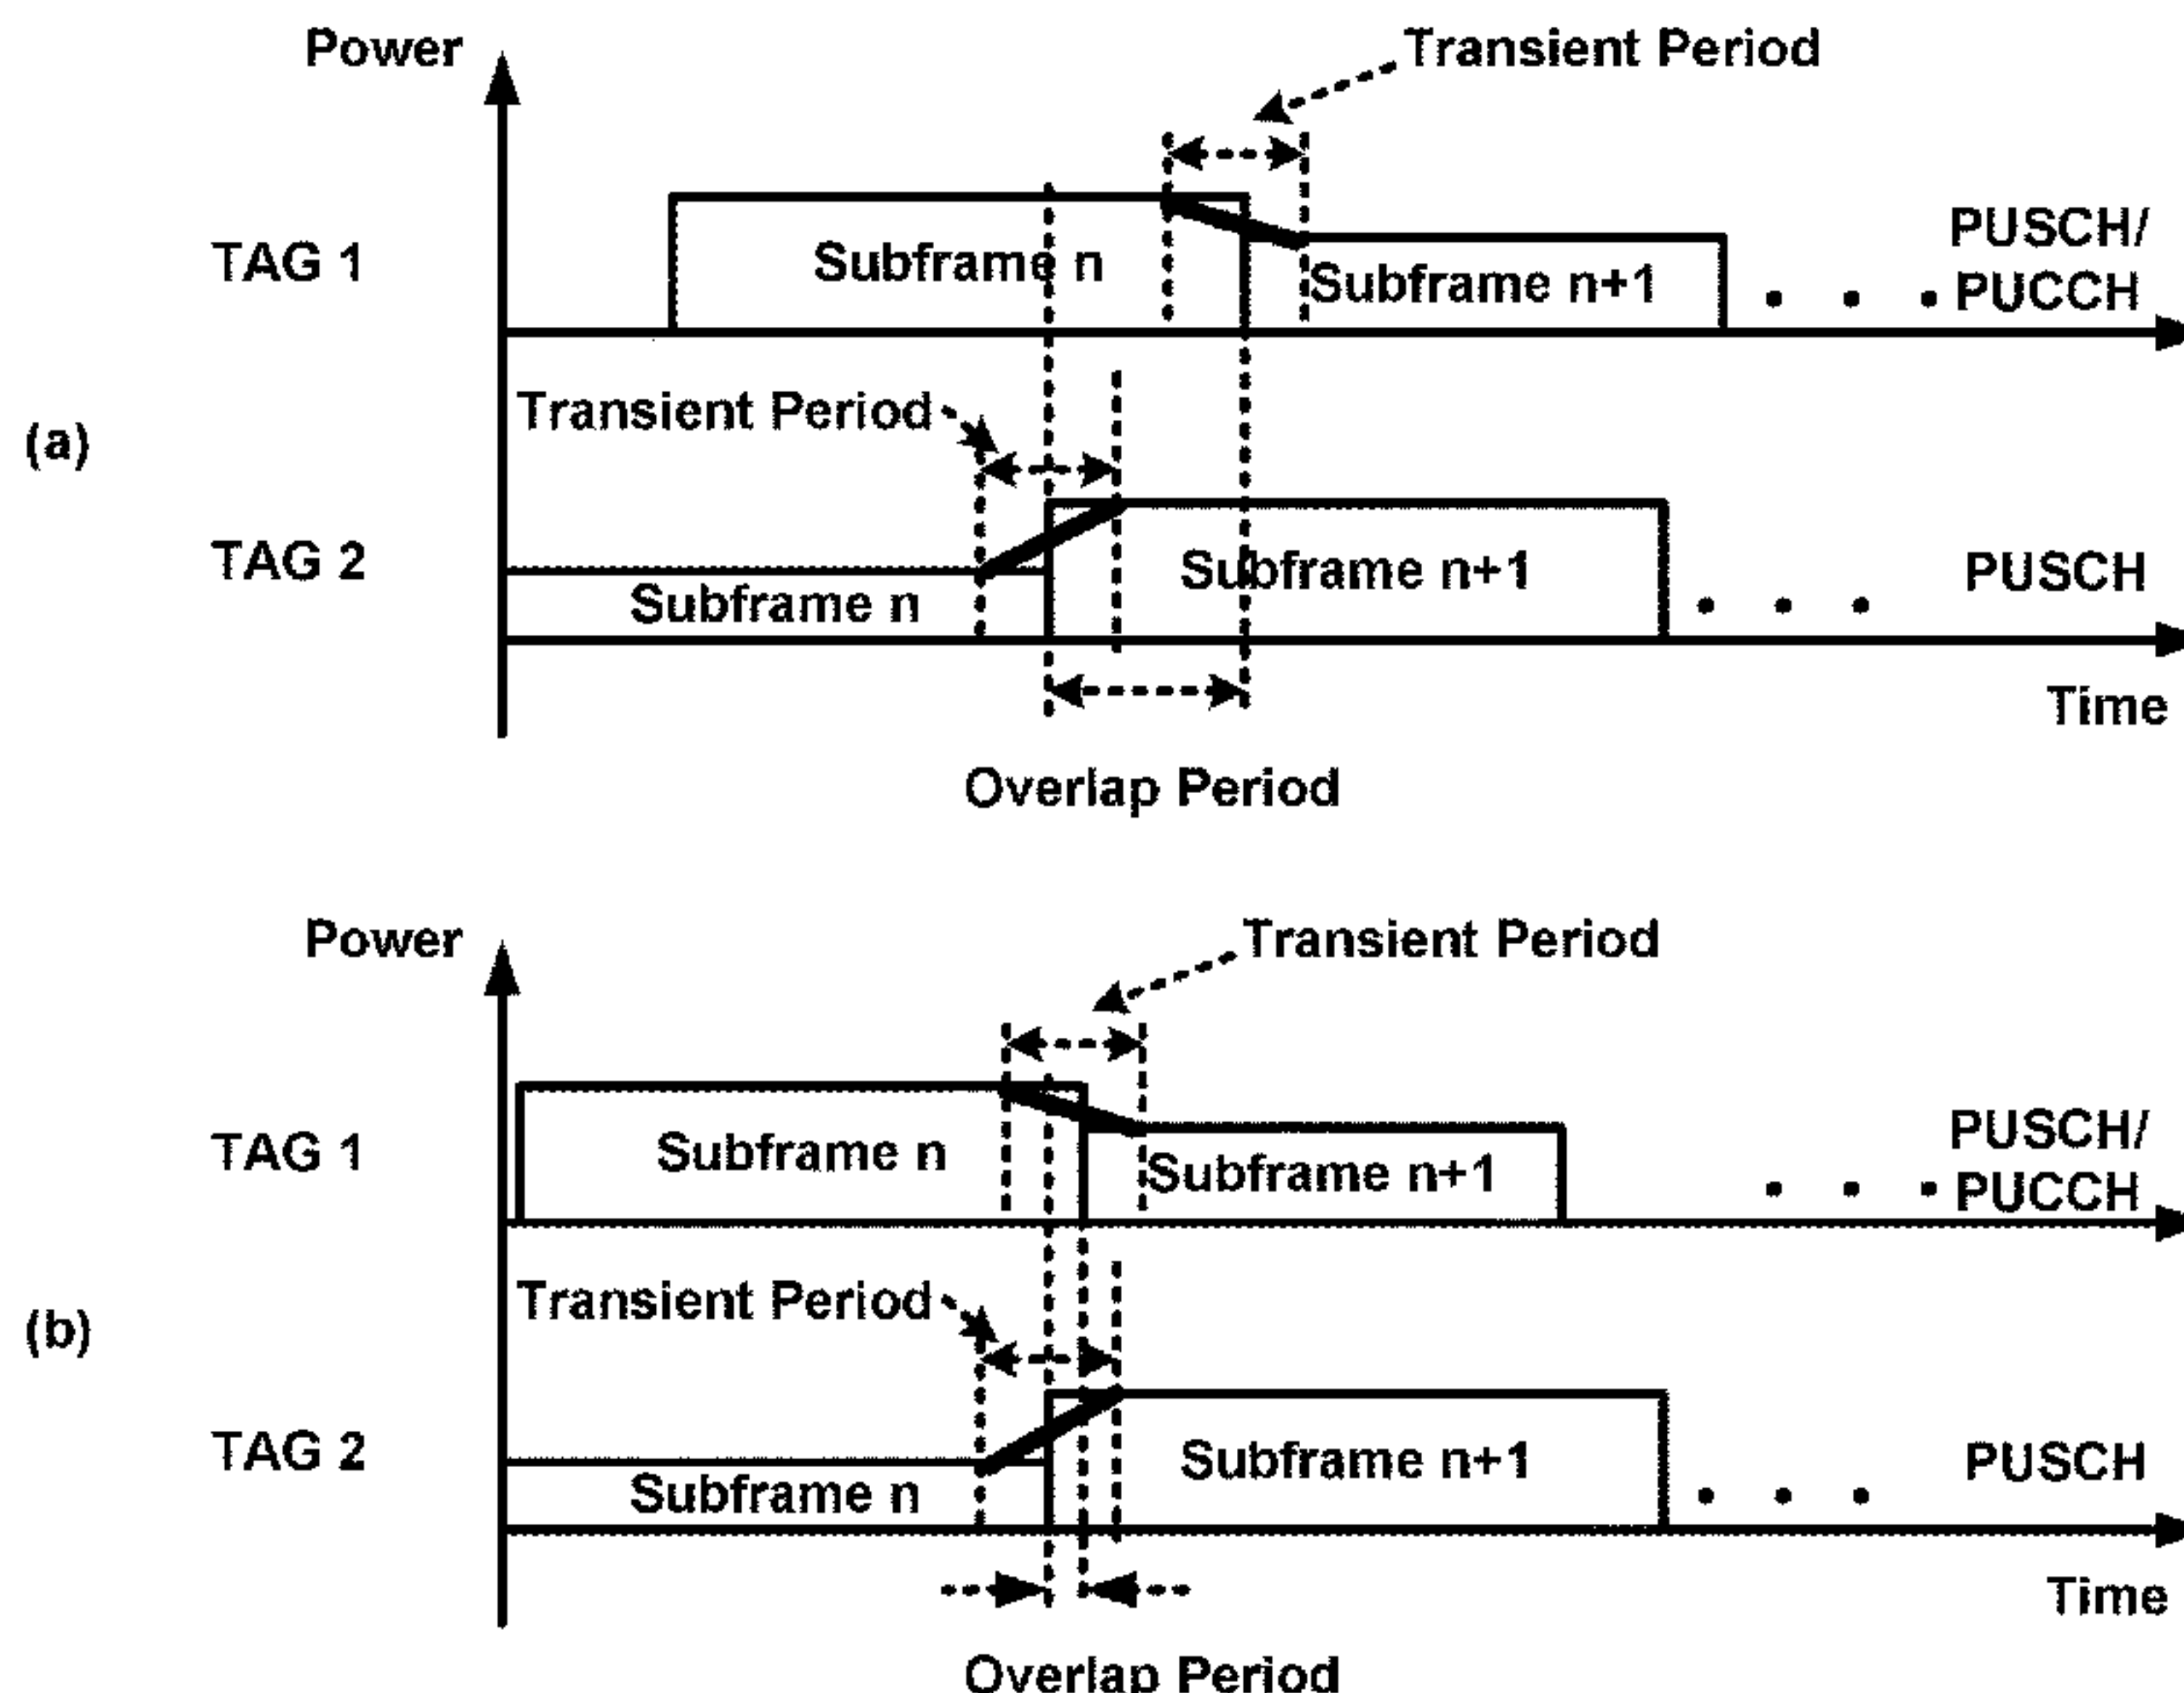 Power
Transient Period
TAG 1
Subframe n
Subframe n+1
PUSCH/
PUCCH
Transient Period
(a)
TAG 2
Subframe n
Subframe n+1
PUSCH
Time
Overlap Period
Power
Transient Period
TAG 1
Subframe n
Subframe n+1
PUSCH/
PUCCH
Transient Period
(b)
TAG 2
Subframe n
Subframe n+1
PUSCH
Time
Overlap Period